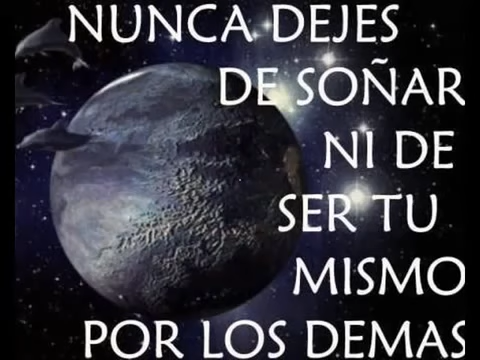 NUNCA DEJES
DE SOÑAR
NI DE
SER TU
MISMO
POR LOS DEMAS